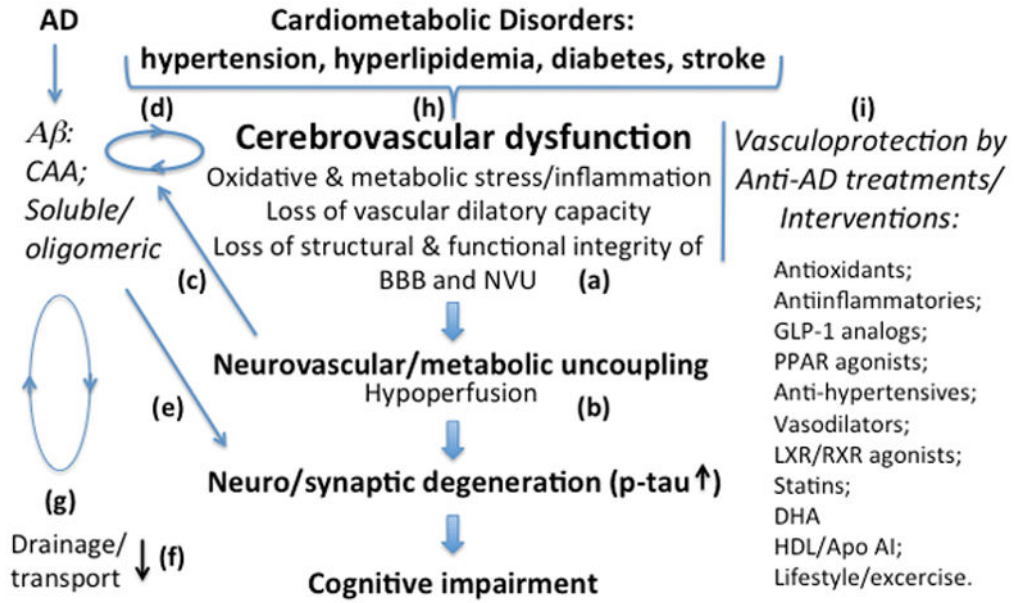 AD
Cardiometabolic Disorders:
hypertension, hyperlipidemia, diabetes, stroke
(d)
(h)
(i)
Aβ:
CAA;
Soluble/
oligomeric
Cerebrovascular dysfunction
Oxidative & metabolic stress/inflammation
Loss of vascular dilatory capacity
Loss of structural & functional integrity of
BBB and NVU (a)
(c)
Neurovascular/metabolic uncoupling
Hypoperfusion (b)
(e)
Neuro/synaptic degeneration (p-tau↑)
(g)
Drainage/
transport ↓ (f)
Cognitive impairment
Vasculoprotection by
Anti-AD treatments/
Interventions:
Antioxidants;
Antiinflammatories;
GLP-1 analogs;
PPAR agonists;
Anti-hypertensives;
Vasodilators;
LXR/RXR agonists;
Statins;
DHA
HDL/Apo AI;
Lifestyle/excercise.